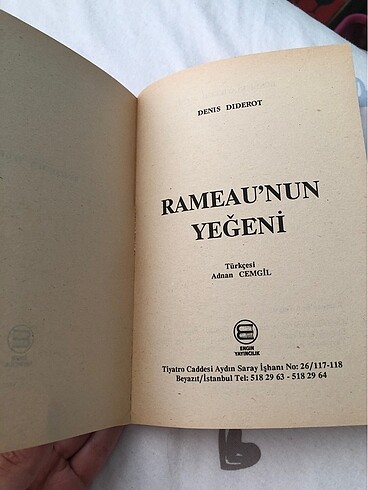 DENIS DIDEROT
RAMEAU'NUN
YEĞENİ
Türkçesi
Adnan CEMGİL
ENGİN
YAYINCILIK
Tiyatro Caddesi Aydın Saray İşhanı No: 26/117-118
Beyazıt/İstanbul Tel: 518 29 63 - 518 29 64